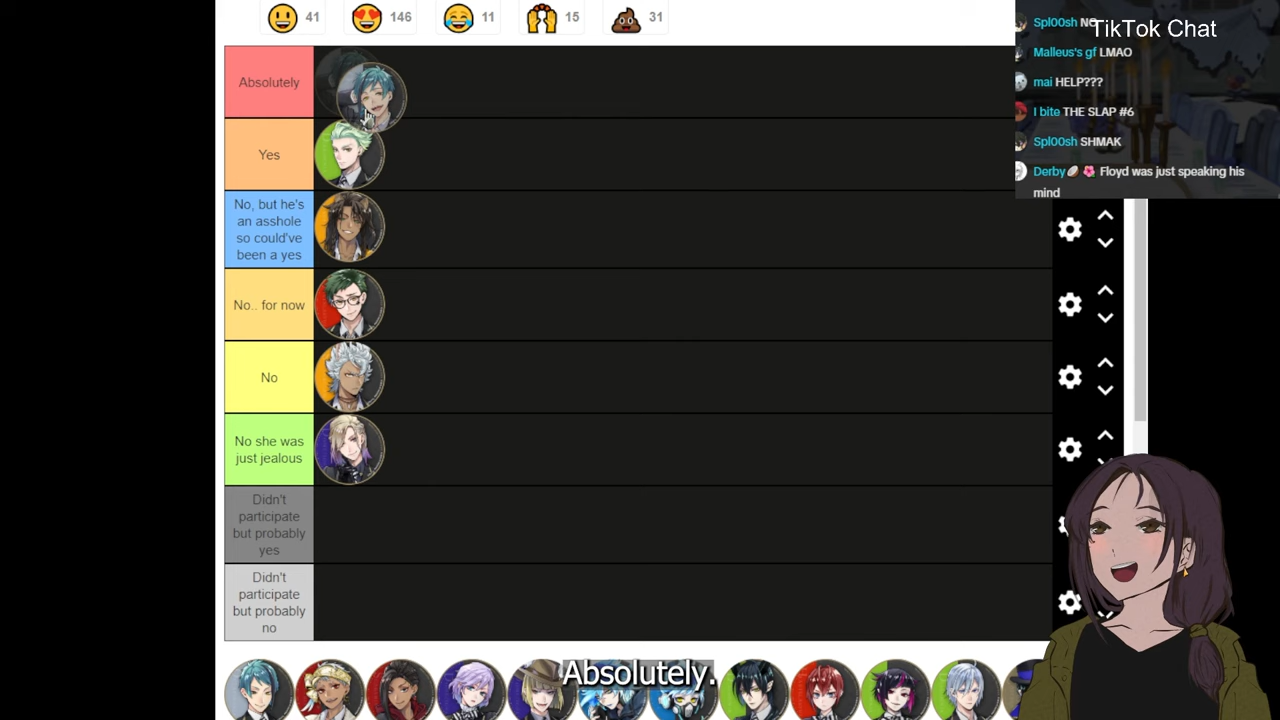 41
146
11
15
31
Spl00sh NO
TikTok Chat
Malleus's gf LMAO
mai HELP???
I bite THE SLAP #6
Spl00sh SHMAK
Derby🥔 🌺 Floyd was just speaking his
mind
Absolutely
Yes
No, but he's
an asshole
so could've
been a yes
No.. for now
No
No she was
just jealous
Didn't
participate
but probably
yes
Didn't
participate
but probably
no
Absolutely.